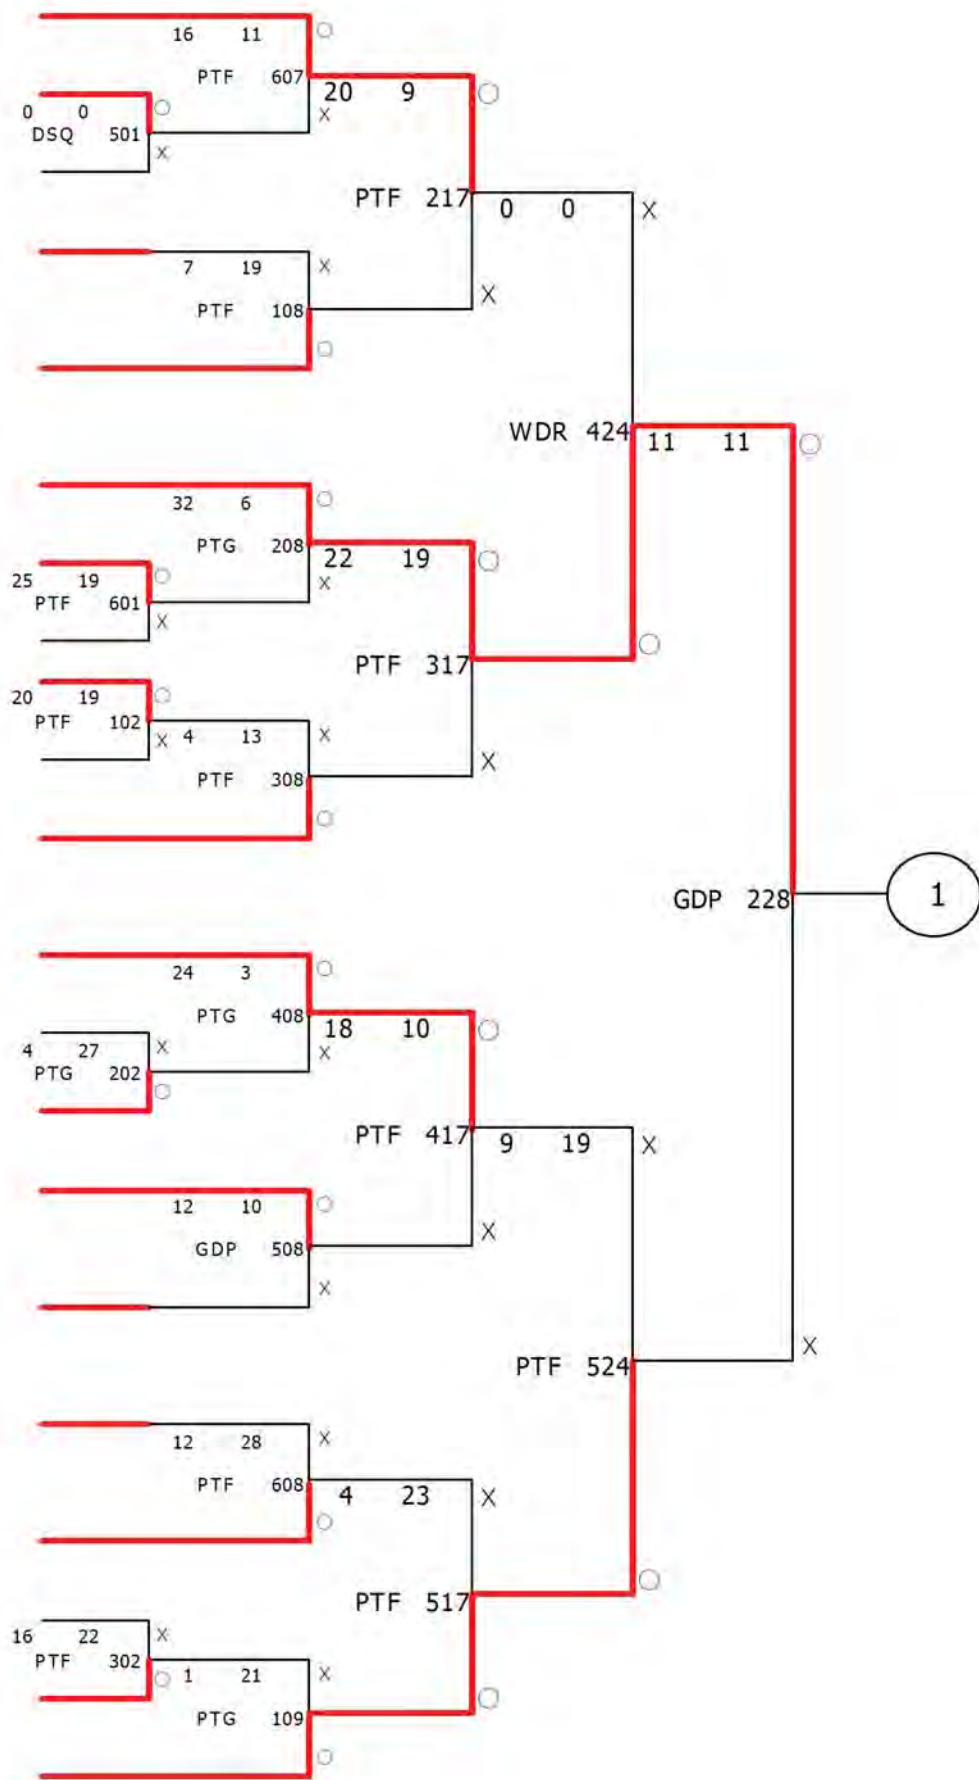 16 11
PTF 607
20 9
0 0
DSQ 501
X
X
PTF 217
0 0
X
7 19
X
PTF 108
X
WDR 424
11 11
32 6
PTG 208
22 19
25 19
PTF 601
X
X
PTF 317
20 19
PTF 102
X
4 13
X
PTF 308
X
GDP 228
1
24 3
PTG 408
18 10
4 27
X
X
PTG 202
PTF 417
9 19
X
12 10
GDP 508
X
X
X
PTF 524
12 28
X
PTF 608
4 23
X
PTF 517
16 22
X
PTF 302
1 21
X
PTG 109